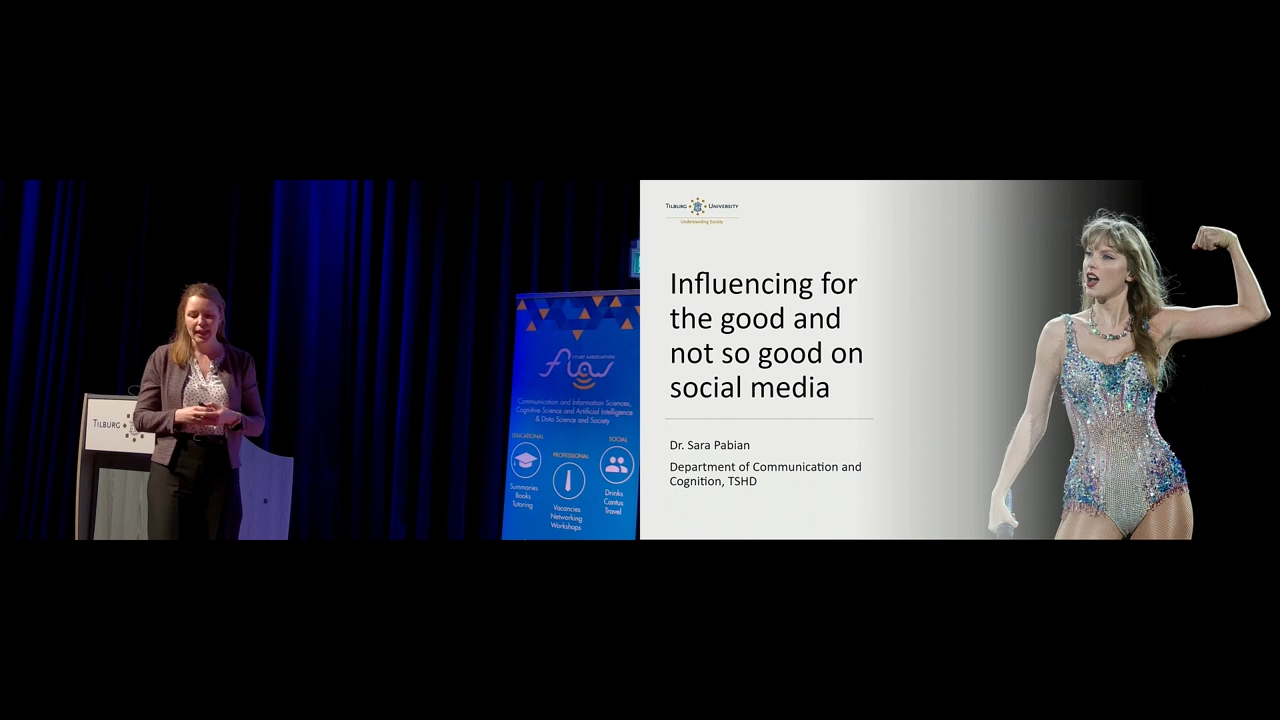 TILBURG
STUDY ASSOCIATION
flow
Communication and Information Sciences,
Cognitive Science and Artificial Intelligence
& Data Science and Society
EDUCATIONAL
Summaries
Books
Tutoring
PROFESSIONAL
Vacancies
Networking
Workshops
SOCIAL
Drinks
Cantus
Travel
TILBURG UNIVERSITY
Understanding Society
Influencing for
the good and
not so good on
social media
Dr. Sara Pabian
Department of Communication and
Cognition, TSHD